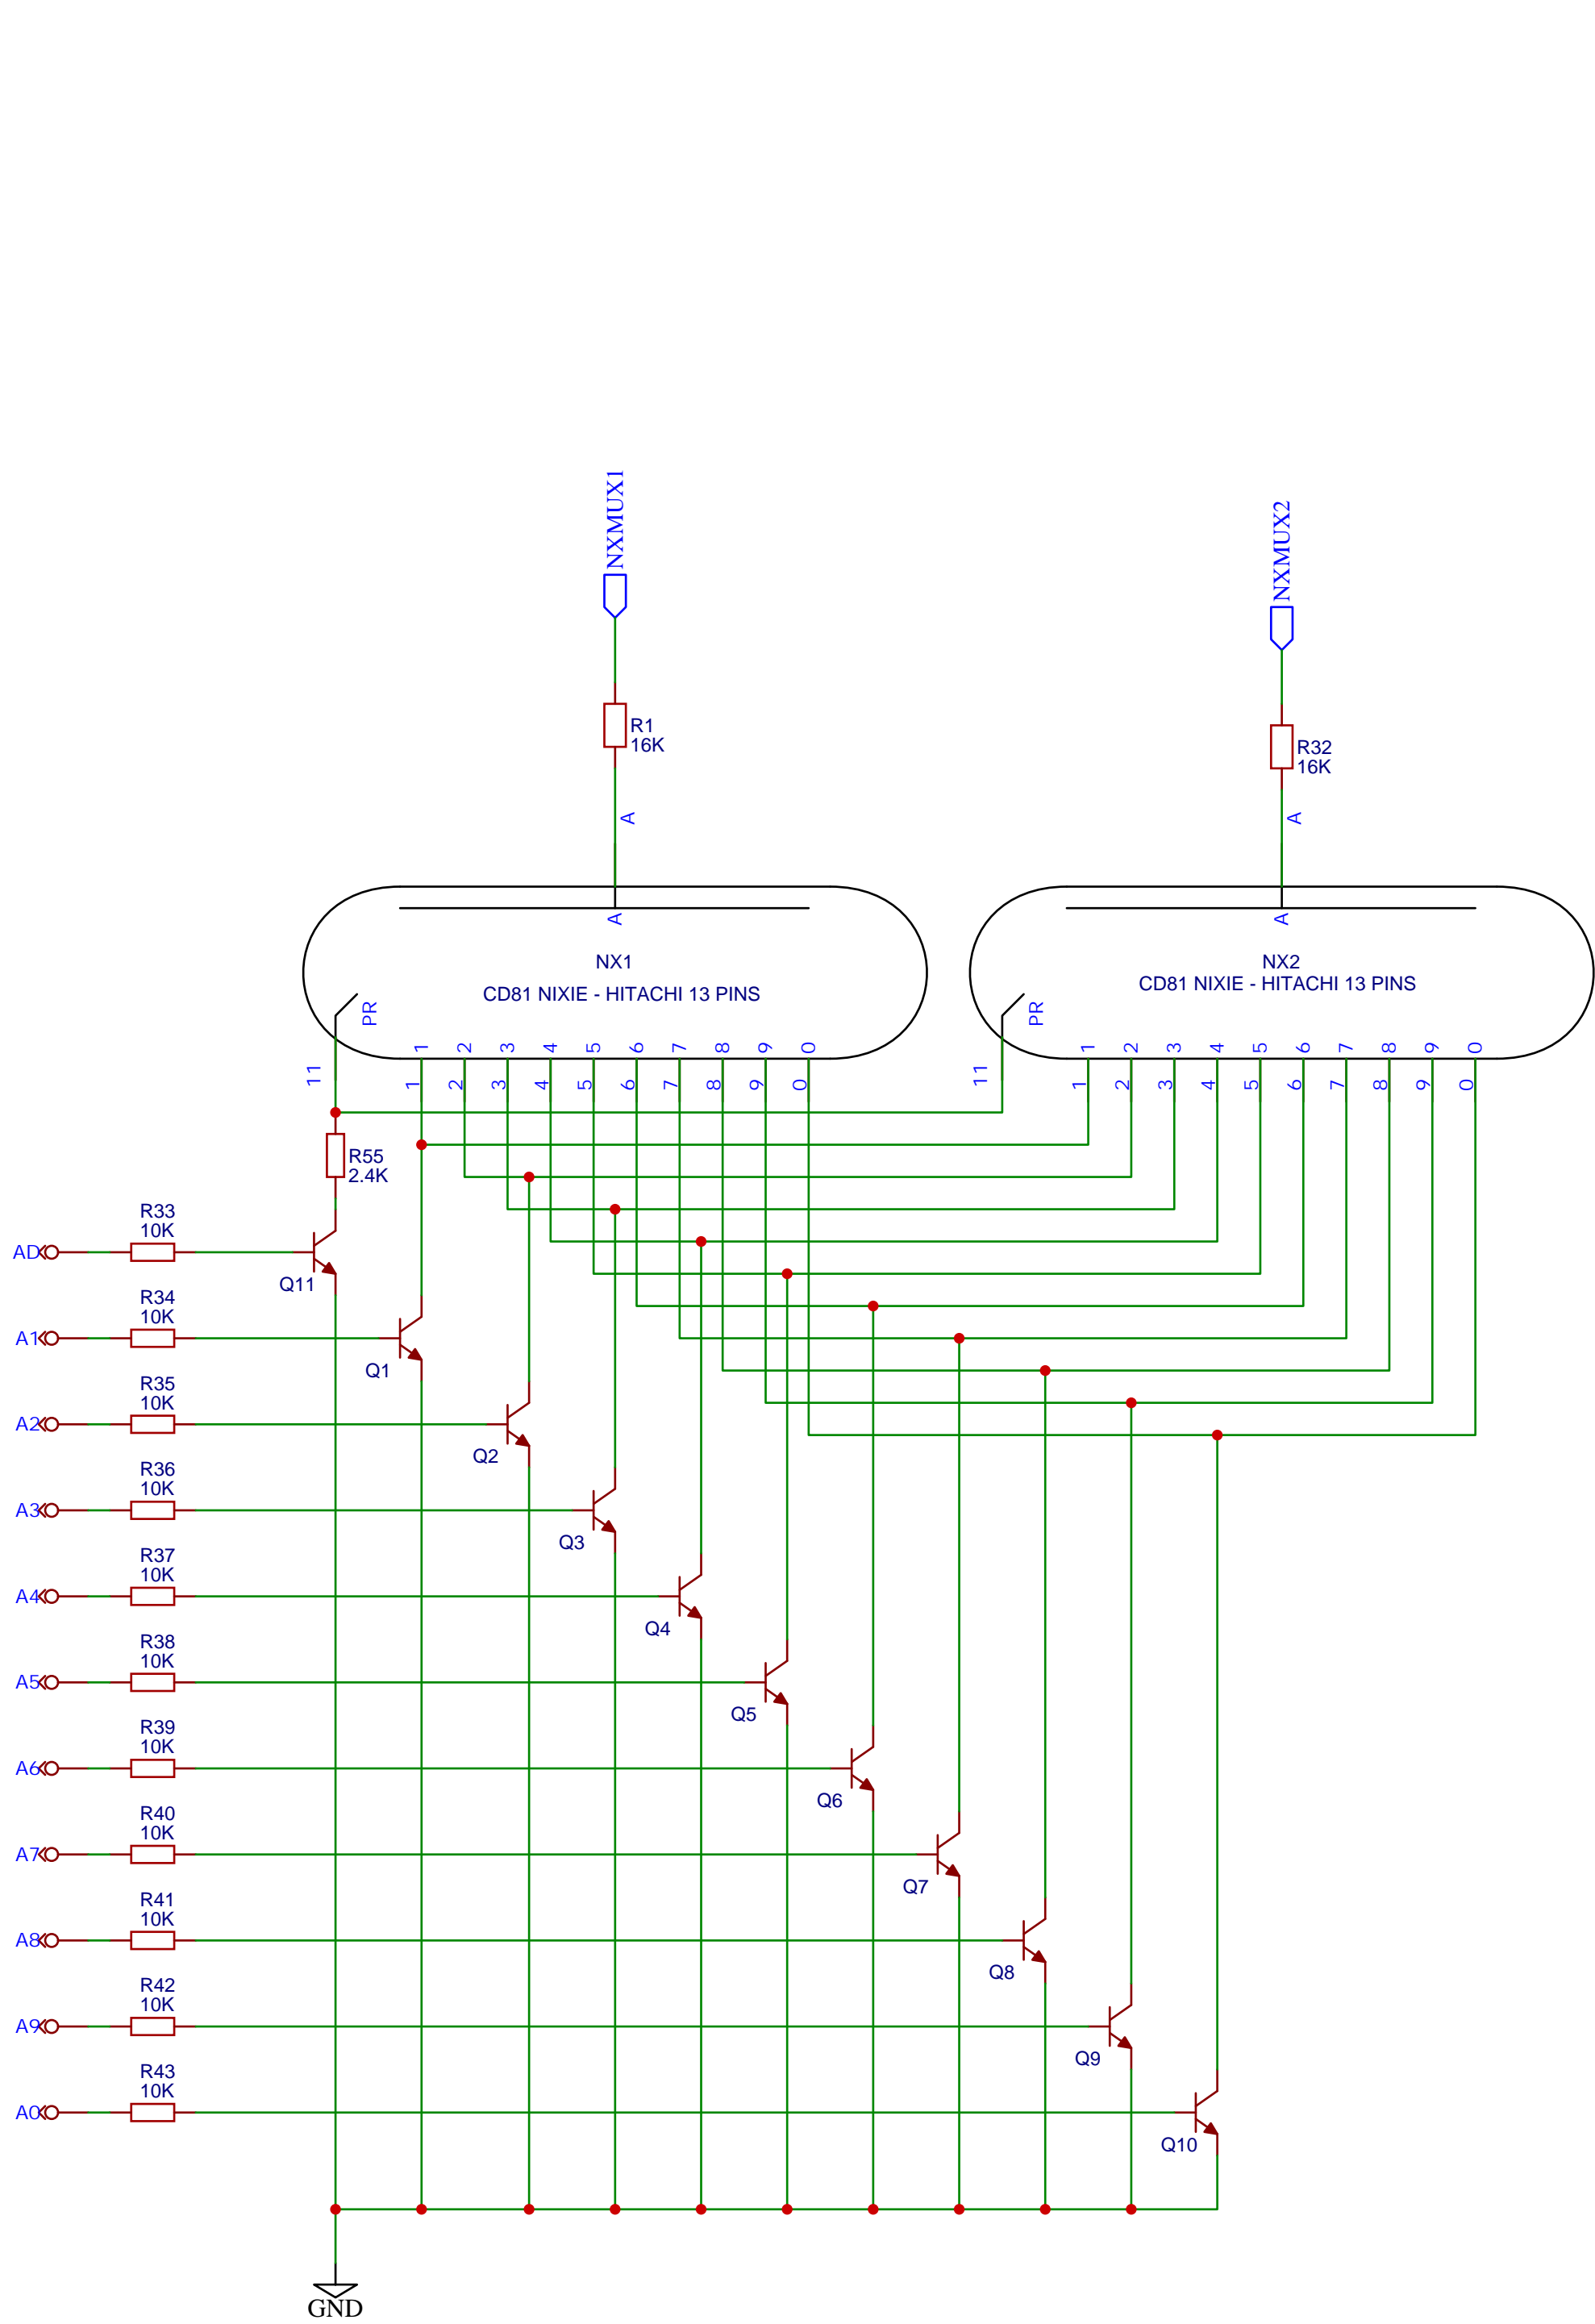 NXMUX1
NXMUX2
R1
16K
R32
16K
A
A
A
A
NX1
CD81 NIXIE - HITACHI 13 PINS
NX2
CD81 NIXIE - HITACHI 13 PINS
PR
PR
1 2 3 4 5 6 7 8 9 0
1 2 3 4 5 6 7 8 9 0
11 1 2 3 4 5 6 7 8 9 0
11 1 2 3 4 5 6 7 8 9 0
R55
2.4K
R33
10K
AD
Q11
R34
10K
A1
Q1
R35
10K
A2
Q2
R36
10K
A3
Q3
R37
10K
A4
Q4
R38
10K
A5
Q5
R39
10K
A6
Q6
R40
10K
A7
Q7
R41
10K
A8
Q8
R42
10K
A9
Q9
R43
10K
A0
Q10
GND